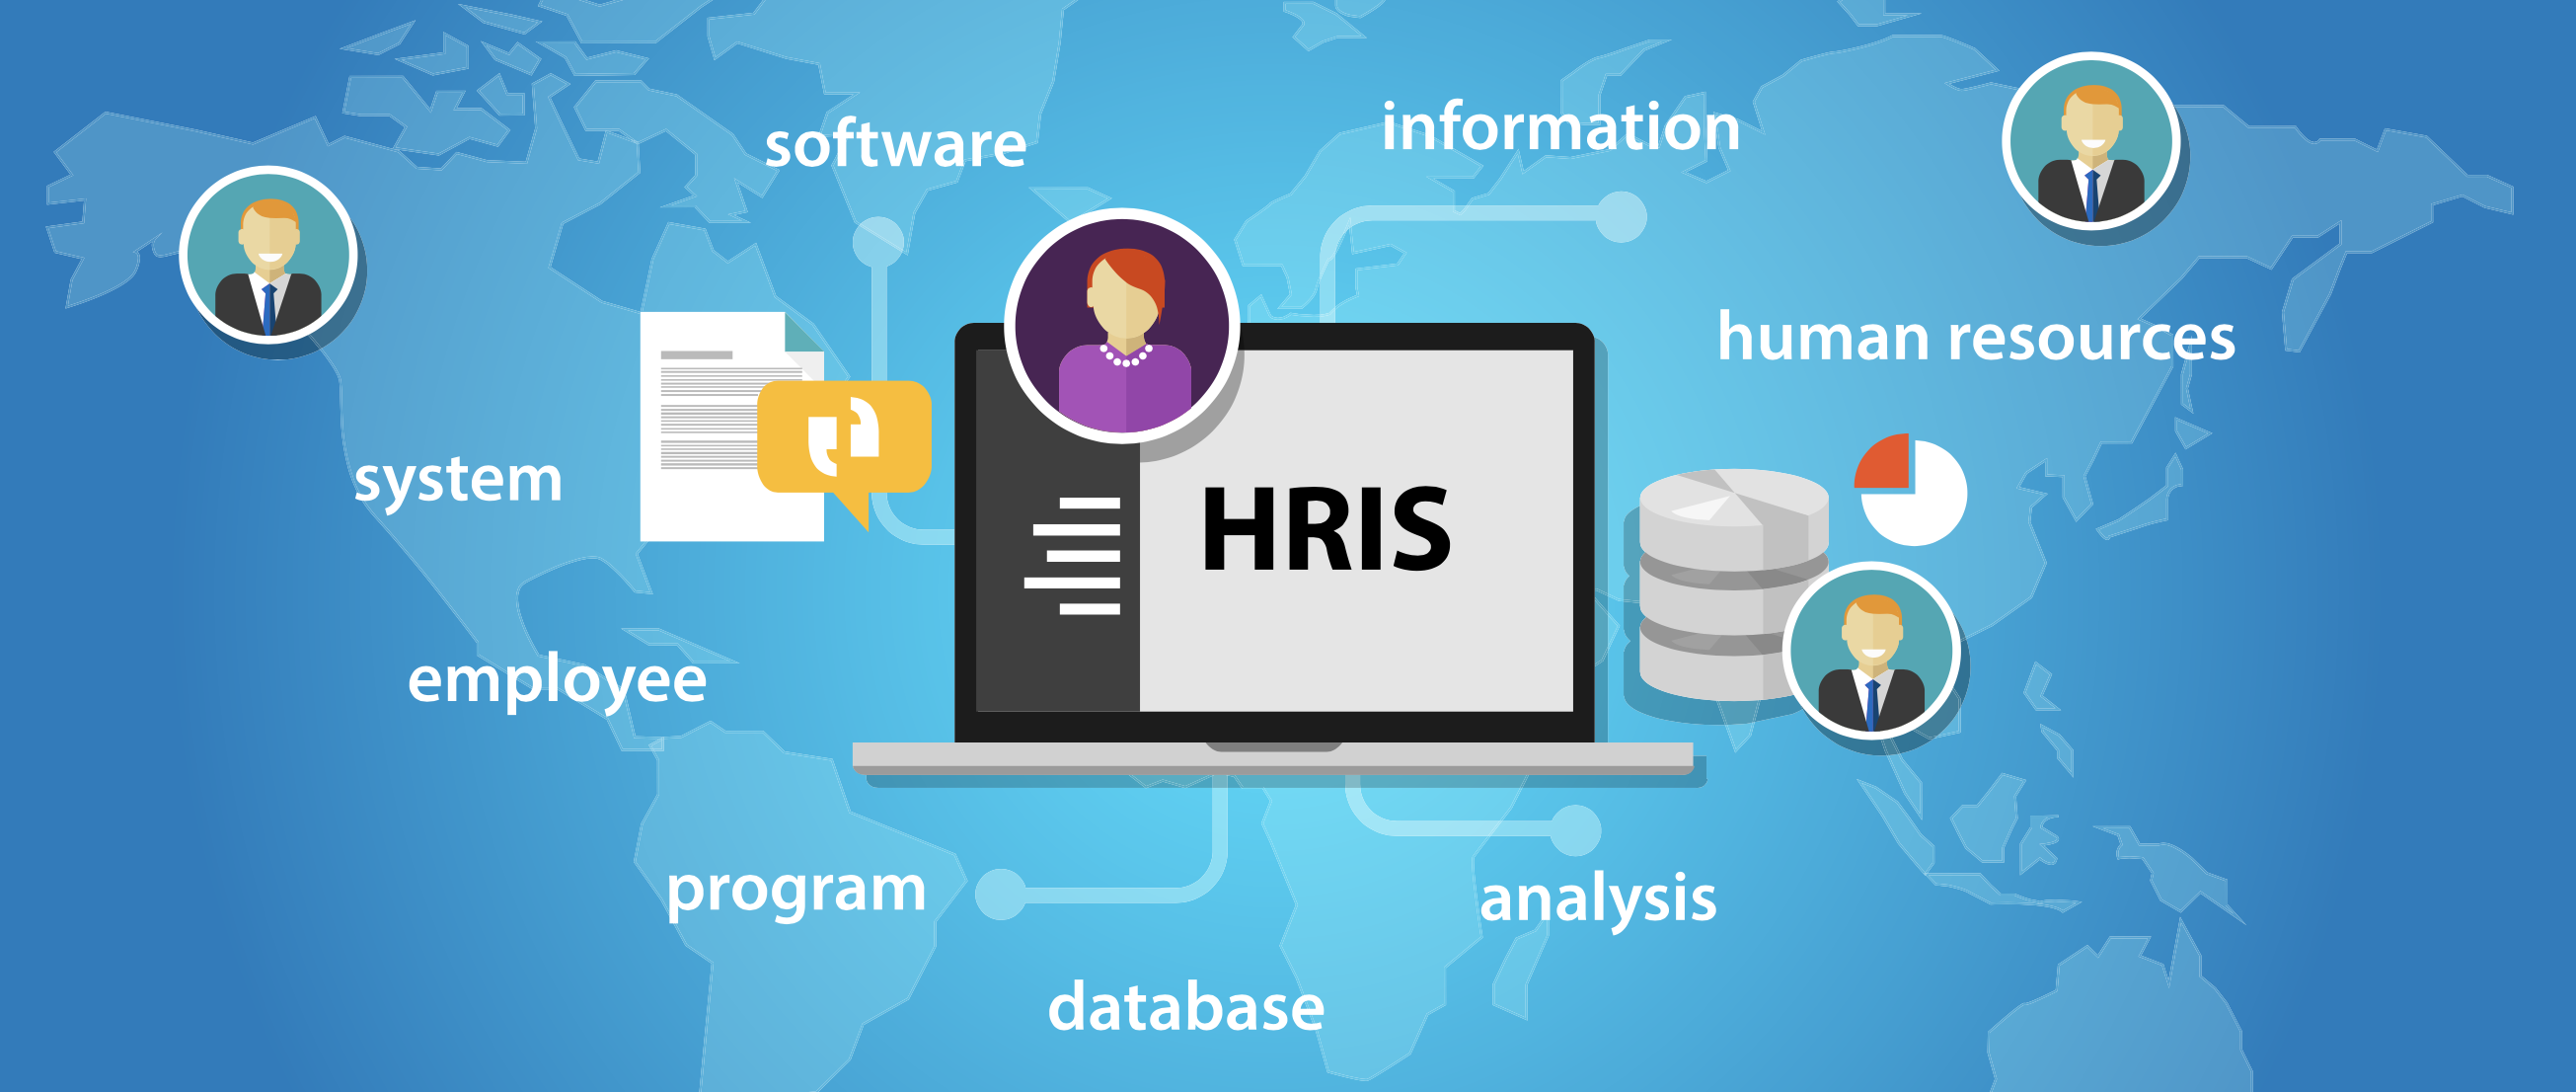 software
information
human resources
system
HRIS
employee
program
analysis
database